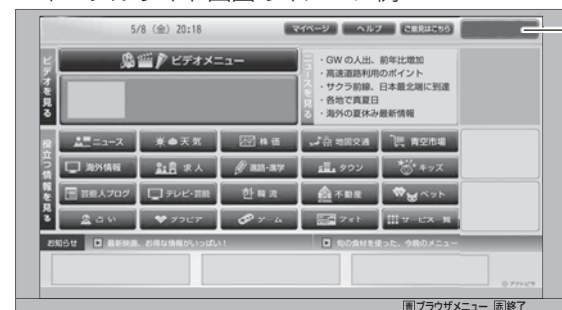 5/8 (金) 20:18
マイページ
ヘルプ
ご意見はこちら
ビデオを見る
ビデオメニュー
ニュースを見る
・GWの人出、前年比増加
・高速道路利用のポイント
・サクラ前線、日本最北端に到達
・各地で真夏日
・海外の夏休み最新情報
役立つ情報を見る
ニュース
天気
株価
地図交通
青空市場
海外情報
求人
進路・進学
タウン
キッズ
芸能人ブログ
テレビ・芸能
韓流
不動産
ペット
占い
グラビア
ゲーム
フォト
サービス一覧
お知らせ
最新映画、お得な情報がいっぱい!
旬の食材を使った、今晩のメニュー
© アクトビラ
青 ブラウザメニュー 赤 終了